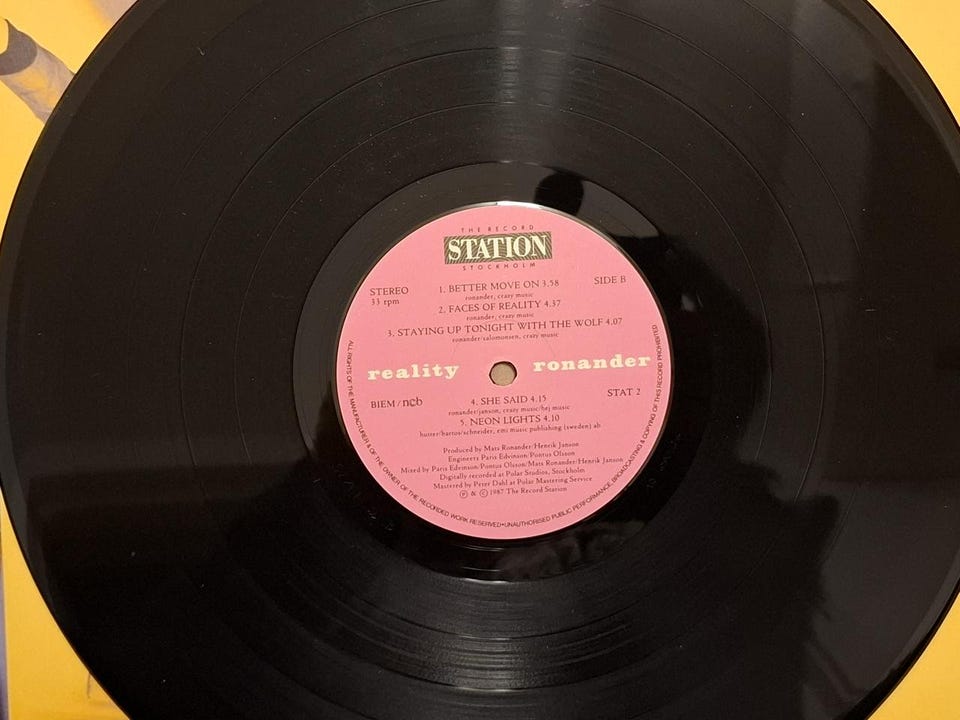 THE RECORD
STATION
STOCKHOLM
STEREO
33 rpm
SIDE B
1. BETTER MOVE ON 3.58
ronander, crazy music
2. FACES OF REALITY 4.37
ronander, crazy music
3. STAYING UP TONIGHT WITH THE WOLF 4.07
ronander/salomonsen, crazy music
reality ronander
BIEM/ncb
STAT 2
4. SHE SAID 4.15
ronander/janson, crazy music/hej music
5. NEON LIGHTS 4.10
hutter/bartos/schneider, emi music publishing (sweden) ab
Produced by Mats Ronander/Henrik Janson
Engineers Paris Edvinson/Pontus Olsson
Mixed by Paris Edvinson/Pontus Olsson/Mats Ronander/Henrik Janson
Digitally recorded at Polar Studios, Stockholm
Mastered by Peter Dahl at Polar Mastering Service
℗ & © 1987 The Record Station
ALL RIGHTS OF THE MANUFACTURER & OF THE OWNER OF THE RECORDED WORK RESERVED•UNAUTHORISED PUBLIC PERFORMANCE, BROADCASTING & COPYING OF THIS RECORD PROHIBITED